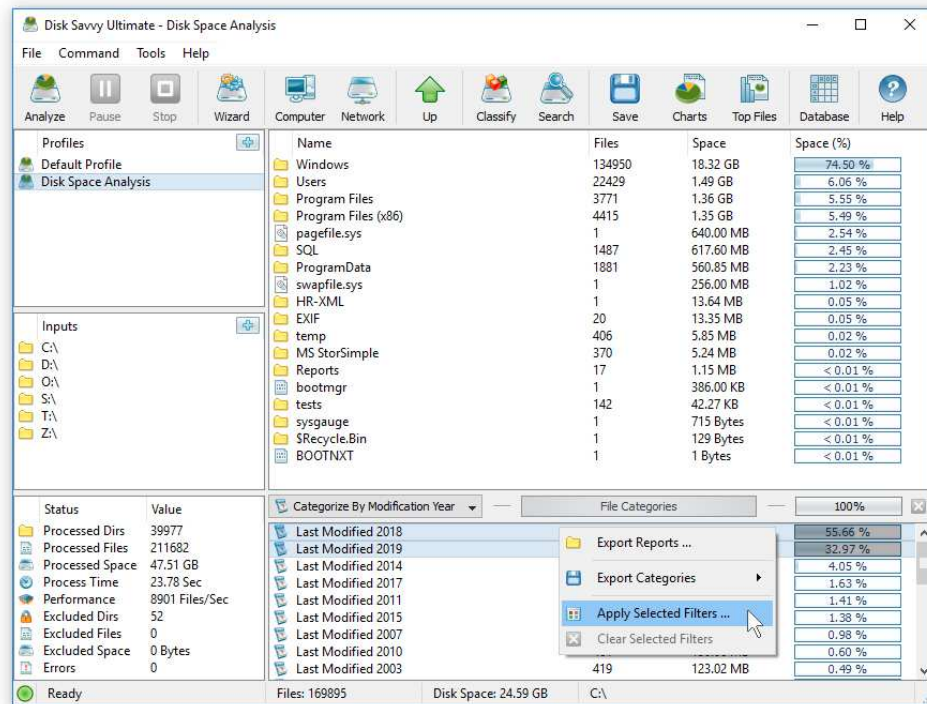 Disk Savvy Ultimate - Disk Space Analysis
File Command Tools Help
Analyze Pause Stop Wizard Computer Network Up Classify Search Save Charts Top Files Database Help
Profiles
Default Profile
Disk Space Analysis
Inputs
C:\
D:\
O:\
S:\
T:\
Z:\
Name Files Space Space (%)
Windows 134950 18.32 GB 74.50 %
Users 22429 1.49 GB 6.06 %
Program Files 3771 1.36 GB 5.55 %
Program Files (x86) 4415 1.35 GB 5.49 %
pagefile.sys 1 640.00 MB 2.54 %
SQL 1487 617.60 MB 2.45 %
ProgramData 1881 560.85 MB 2.23 %
swapfile.sys 1 256.00 MB 1.02 %
HR-XML 1 13.64 MB 0.05 %
EXIF 20 13.35 MB 0.05 %
temp 406 5.85 MB 0.02 %
MS StorSimple 370 5.24 MB 0.02 %
Reports 17 1.15 MB < 0.01 %
bootmgr 1 386.00 KB < 0.01 %
tests 142 42.27 KB < 0.01 %
sysgauge 1 715 Bytes < 0.01 %
$Recycle.Bin 1 129 Bytes < 0.01 %
BOOTNXT 1 1 Bytes < 0.01 %
Status Value
Processed Dirs 39977
Processed Files 211682
Processed Space 47.51 GB
Process Time 23.78 Sec
Performance 8901 Files/Sec
Excluded Dirs 52
Excluded Files 0
Excluded Space 0 Bytes
Errors 0
Categorize By Modification Year File Categories 100%
Last Modified 2018 55.66 %
Last Modified 2019 32.97 %
Last Modified 2014 4.05 %
Last Modified 2017 1.63 %
Last Modified 2011 1.41 %
Last Modified 2015 1.38 %
Last Modified 2007 0.98 %
Last Modified 2010 0.60 %
Last Modified 2003 419 123.02 MB 0.49 %
Export Reports ...
Export Categories
Apply Selected Filters ...
Clear Selected Filters
Ready Files: 169895 Disk Space: 24.59 GB C:\